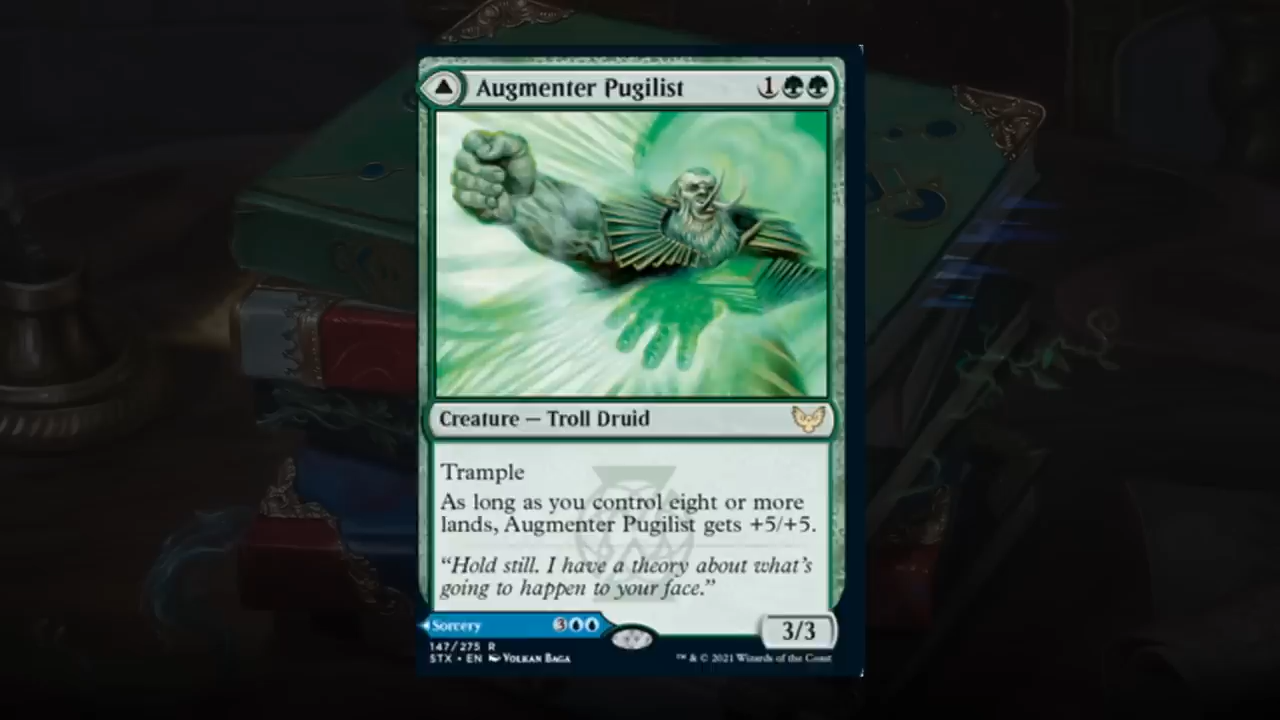 Augmenter Pugilist 1
Creature — Troll Druid
Trample
As long as you control eight or more
lands, Augmenter Pugilist gets +5/+5.
“Hold still. I have a theory about what’s
going to happen to your face.”
Sorcery 3
3/3
147/275 R
STX • EN Volkan Baga
™ & © 2021 Wizards of the Coast